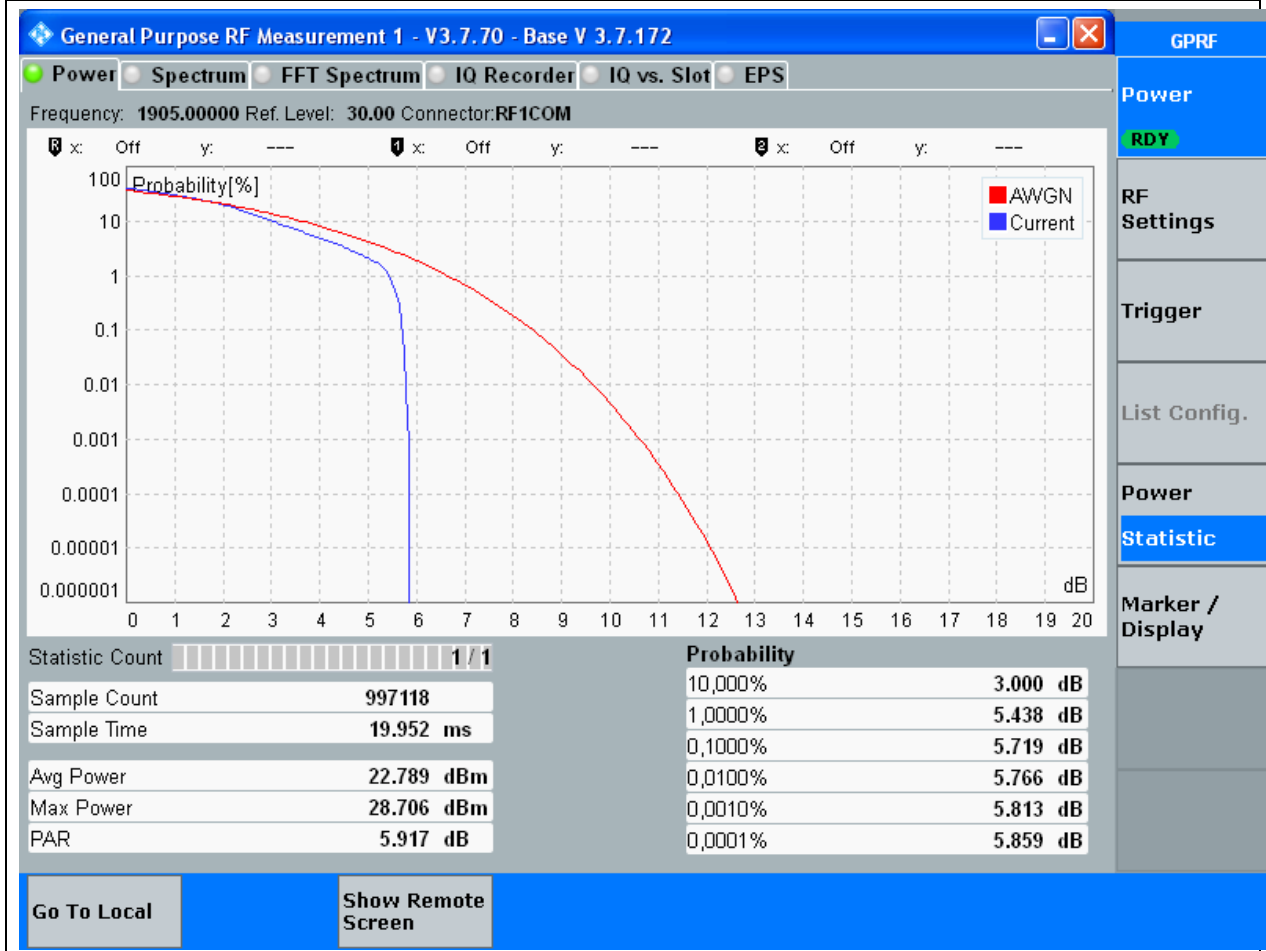 General Purpose RF Measurement 1 - V3.7.70 - Base V 3.7.172
GPRF
Power Spectrum FFT Spectrum IQ Recorder IQ vs. Slot EPS
Frequency: 1905.00000 Ref. Level: 30.00 Connector:RF1COM
R x: Off y: --- 1 x: Off y: --- 2 x: Off y: ---
Probability[%]
AWGN
Current
100
10
1
0.1
0.01
0.001
0.0001
0.00001
0.000001
dB
0 1 2 3 4 5 6 7 8 9 10 11 12 13 14 15 16 17 18 19 20
Statistic Count 1 / 1
Sample Count 997118
Sample Time 19.952 ms
Avg Power 22.789 dBm
Max Power 28.706 dBm
PAR 5.917 dB
Probability
10,000% 3.000 dB
1,0000% 5.438 dB
0,1000% 5.719 dB
0,0100% 5.766 dB
0,0010% 5.813 dB
0,0001% 5.859 dB
Power
RDY
RF
Settings
Trigger
List Config.
Power
Statistic
Marker /
Display
Go To Local
Show Remote
Screen